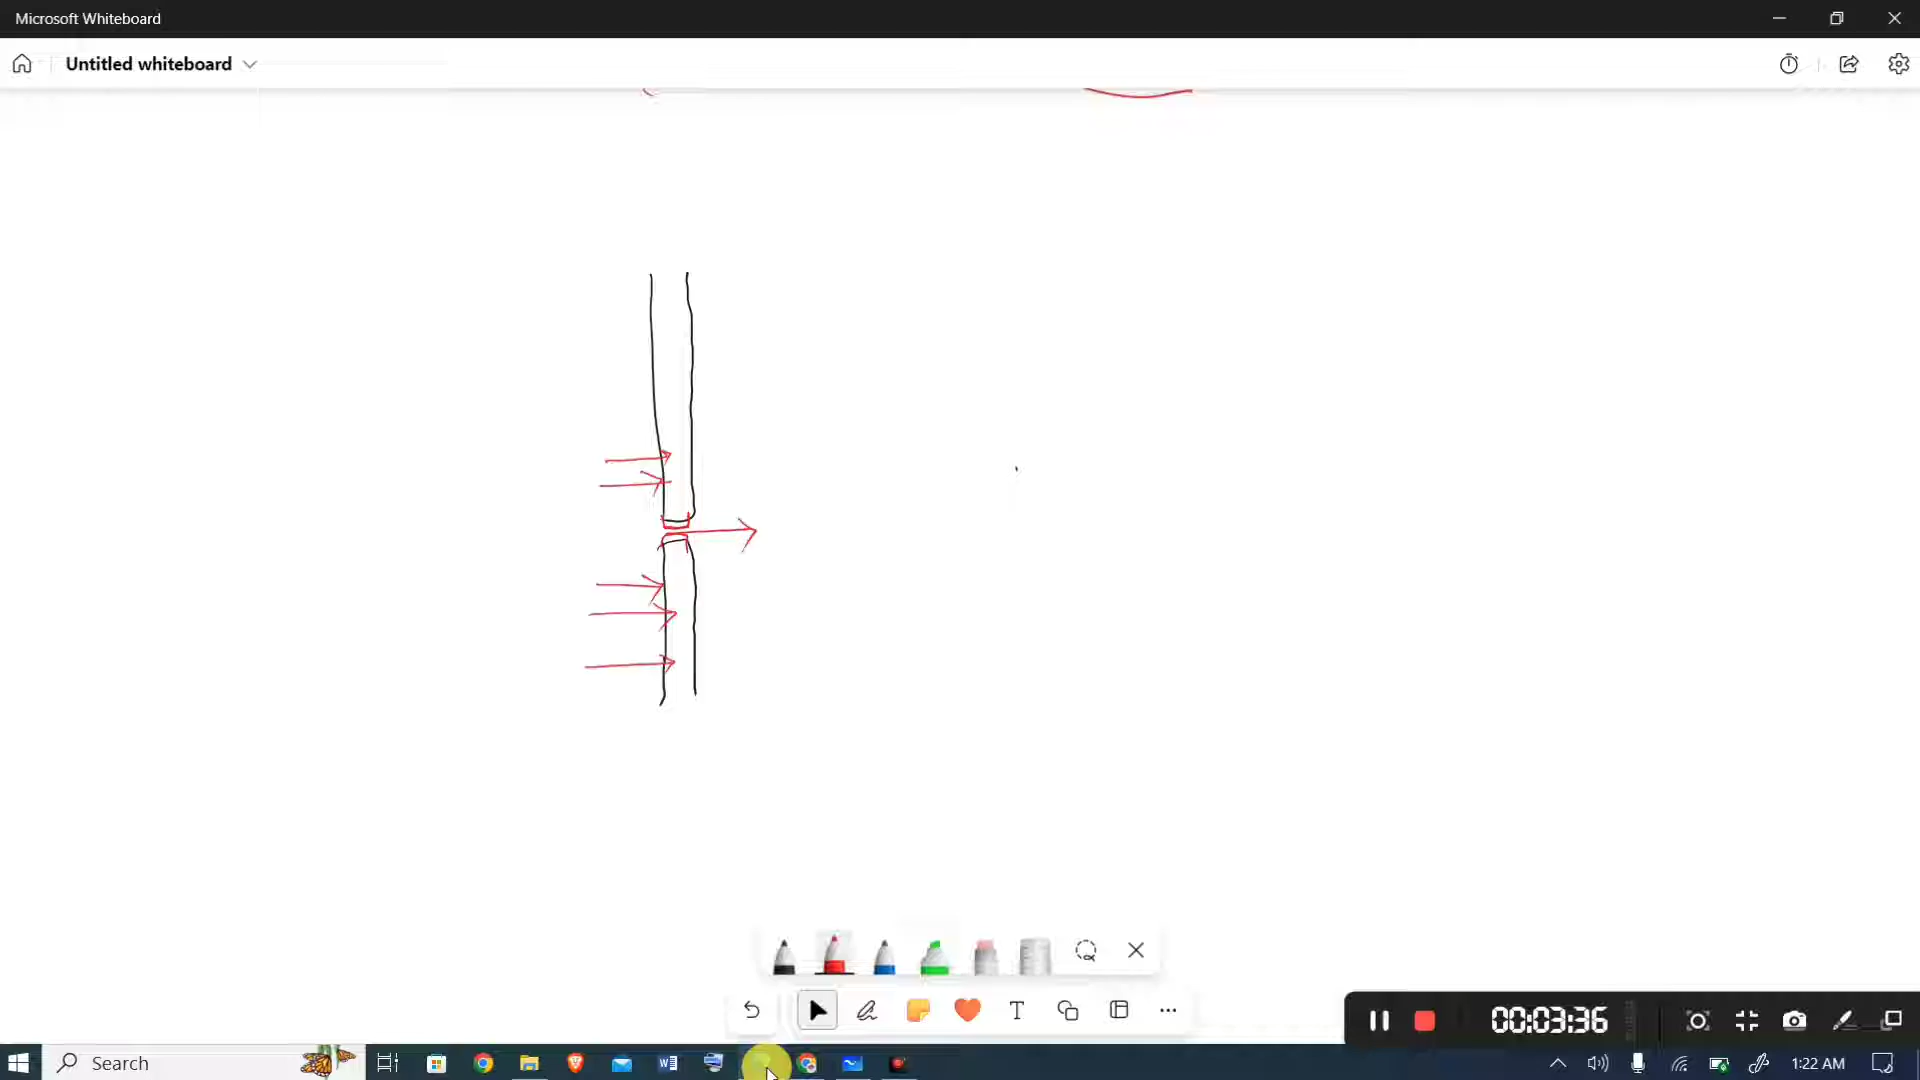 Microsoft Whiteboard
Untitled whiteboard
T
00:03:36
Search
1:22 AM